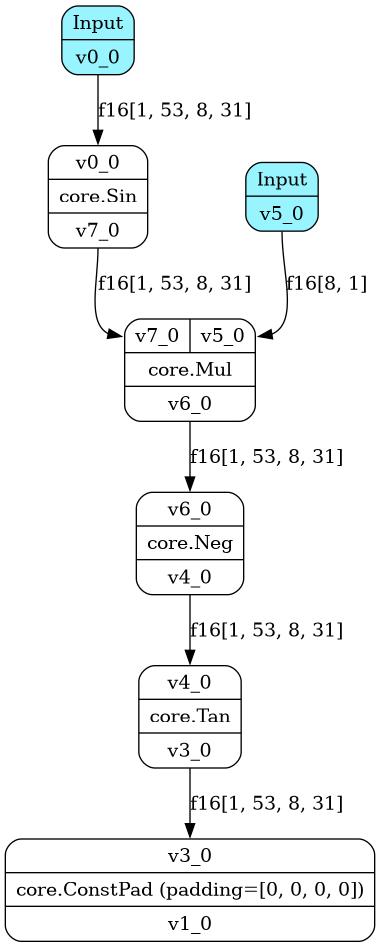 Input
v0_0
f16[1, 53, 8, 31]
v0_0
core.Sin
v7_0
Input
v5_0
f16[1, 53, 8, 31]
f16[8, 1]
v7_0 v5_0
core.Mul
v6_0
f16[1, 53, 8, 31]
v6_0
core.Neg
v4_0
f16[1, 53, 8, 31]
v4_0
core.Tan
v3_0
f16[1, 53, 8, 31]
v3_0
core.ConstPad (padding=[0, 0, 0, 0])
v1_0